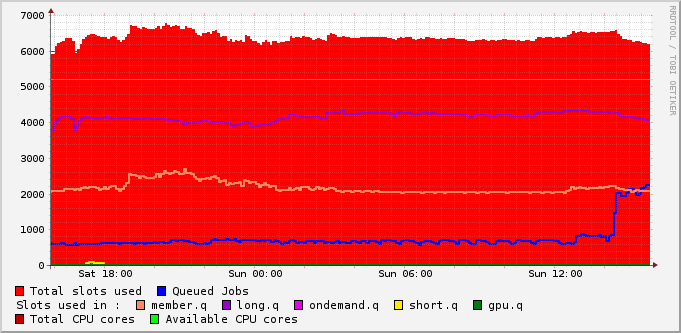 7000
6000
5000
4000
3000
2000
1000
0
Sat 18:00 Sun 00:00 Sun 06:00 Sun 12:00
RRDTOOL / TOBI OETIKER
Total slots used Queued Jobs
Slots used in : member.q long.q ondemand.q short.q gpu.q
Total CPU cores Available CPU cores